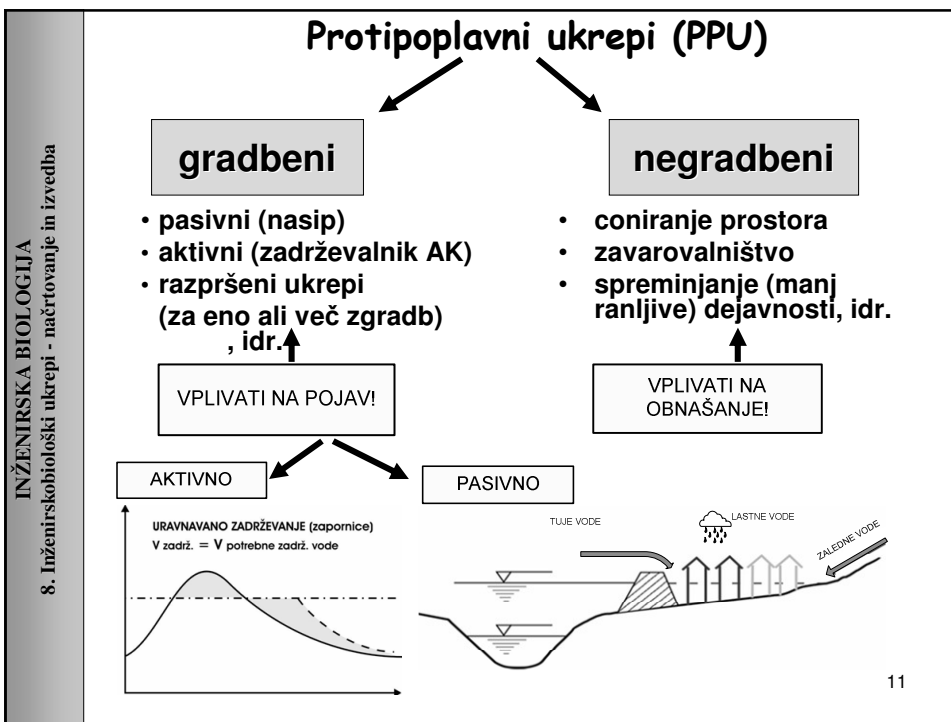 INŽENIRSKA BIOLOGIJA
8. Inženirskobiološki ukrepi - načrtovanje in izvedba
Protipoplavni ukrepi (PPU)
gradbeni
• pasivni (nasip)
• aktivni (zadrževalnik AK)
• razpršeni ukrepi
(za eno ali več zgradb)
, idr.
VPLIVATI NA POJAV!
negradbeni
• coniranje prostora
• zavarovalništvo
• spreminjanje (manj
ranljive) dejavnosti, idr.
VPLIVATI NA
OBNAŠANJE!
AKTIVNO
URAVNAVANO ZADRŽEVANJE (zapornice)
V zadrž. = V potrebne zadrž. vode
PASIVNO
TUJE VODE
LASTNE VODE
ZALEDNE VODE
11